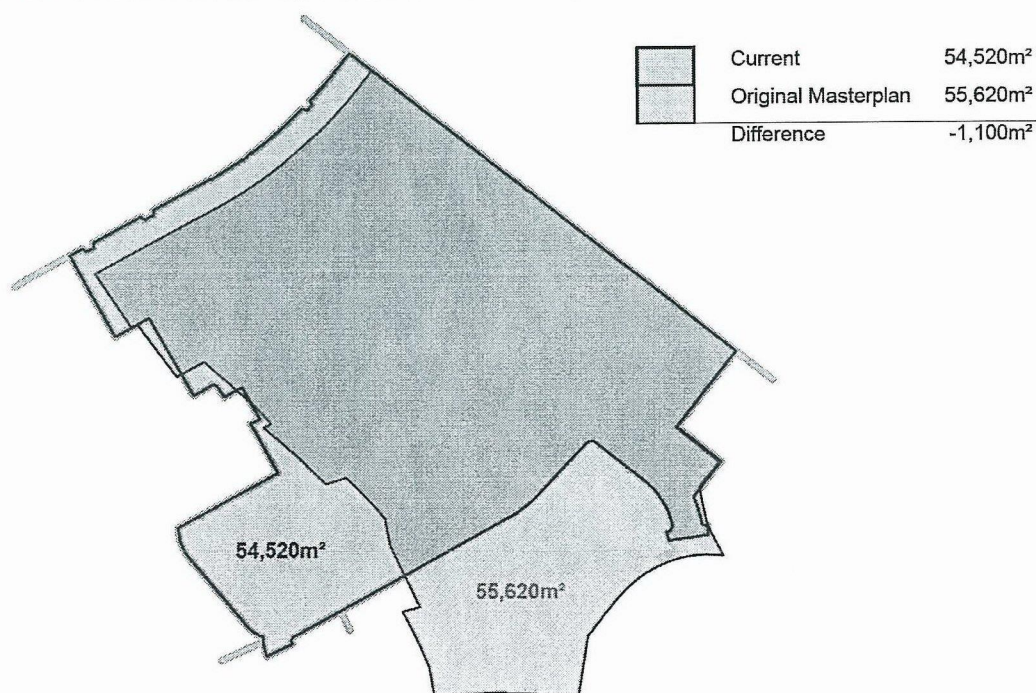 Current 54,520m²
Original Masterplan 55,620m²
Difference -1,100m²
54,520m²
55,620m²